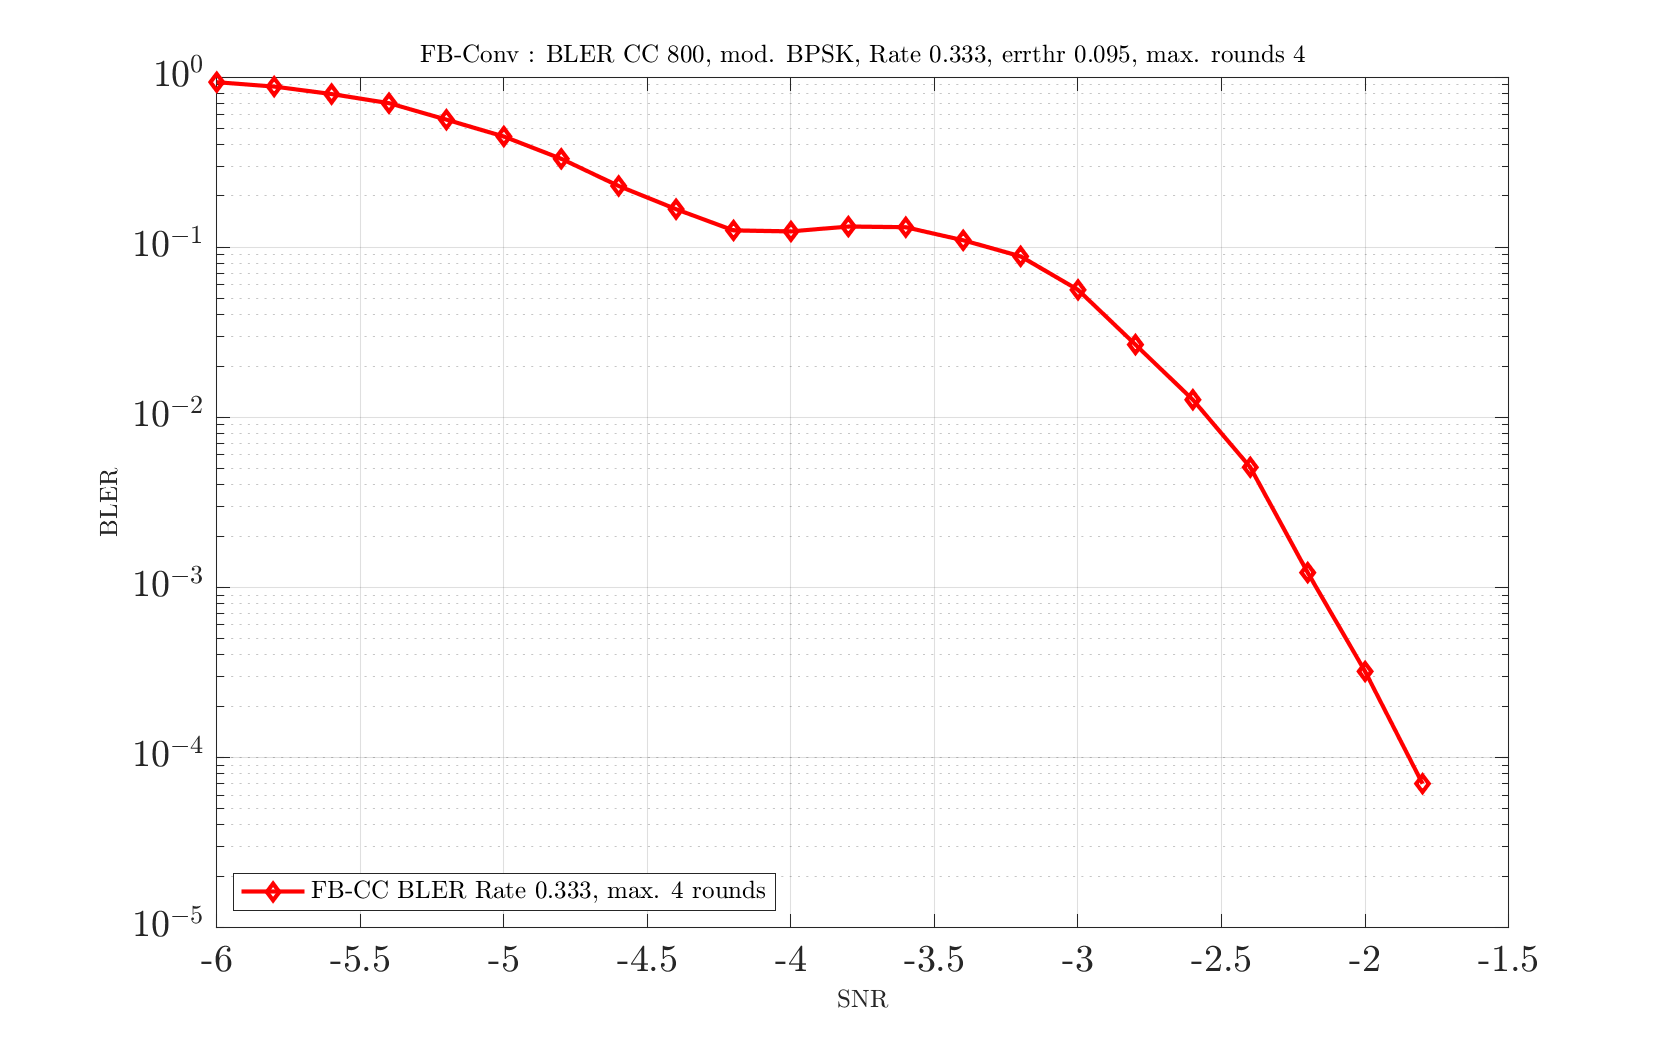 FB-Conv : BLER CC 800, mod. BPSK, Rate 0.333, errthr 0.095, max. rounds 4
10^0
10^-1
10^-2
10^-3
10^-4
10^-5
BLER
FB-CC BLER Rate 0.333, max. 4 rounds
-6 -5.5 -5 -4.5 -4 -3.5 -3 -2.5 -2 -1.5
SNR